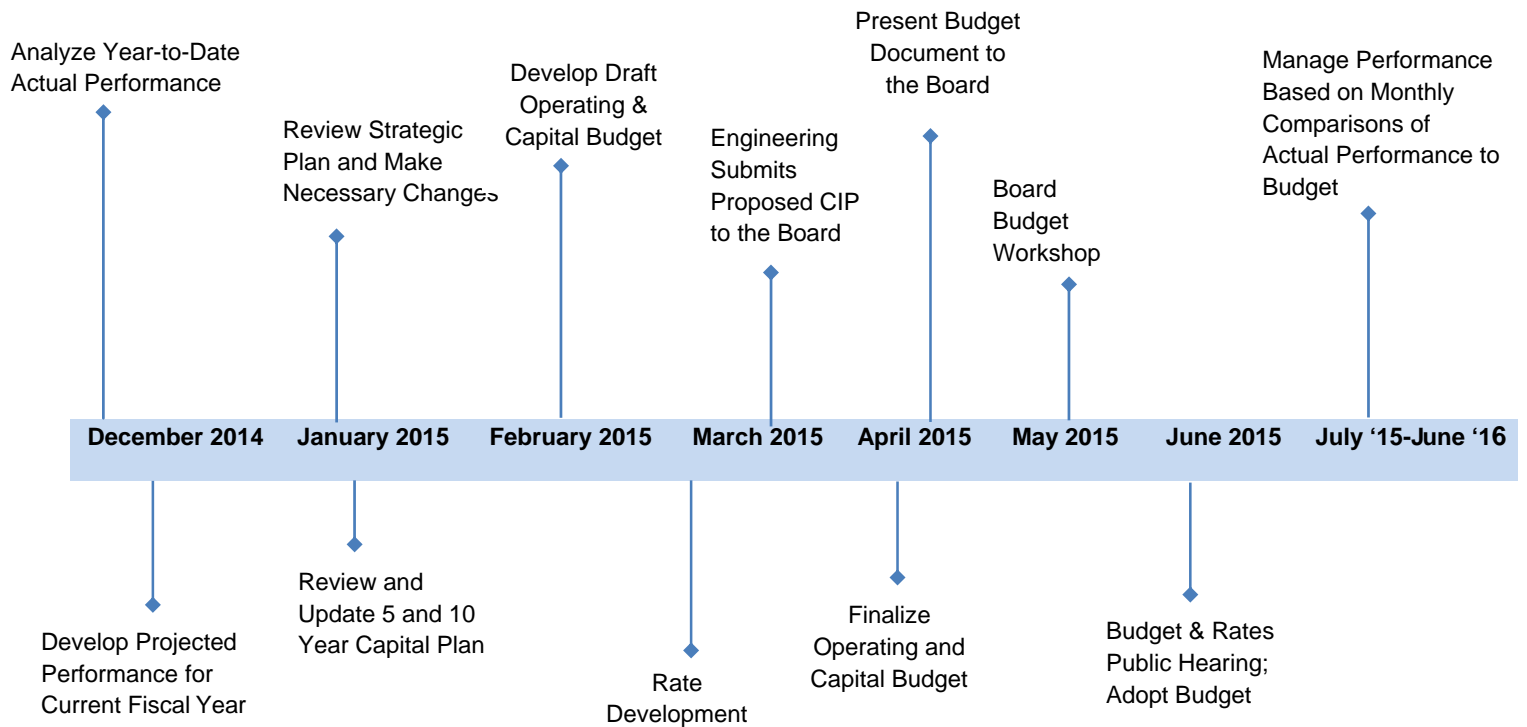 Analyze Year-to-Date
Actual Performance
Review Strategic
Plan and Make
Necessary Changes
Develop Draft
Operating &
Capital Budget
Engineering
Submits
Proposed CIP
to the Board
Present Budget
Document to
the Board
Board
Budget
Workshop
Manage Performance
Based on Monthly
Comparisons of
Actual Performance to
Budget
December 2014 January 2015 February 2015 March 2015 April 2015 May 2015 June 2015 July ‘15-June ‘16
Develop Projected
Performance for
Current Fiscal Year
Review and
Update 5 and 10
Year Capital Plan
Rate
Development
Finalize
Operating and
Capital Budget
Budget & Rates
Public Hearing;
Adopt Budget